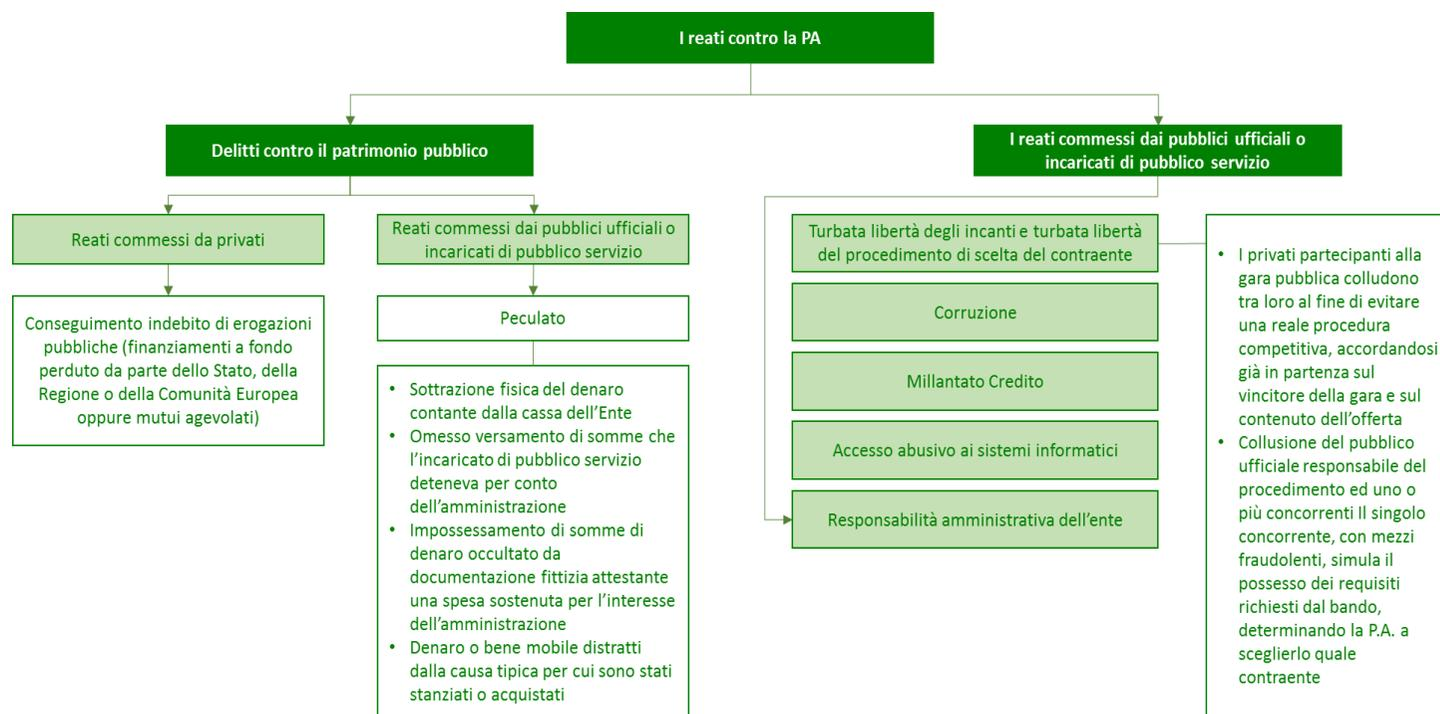 I reati contro la PA
Delitti contro il patrimonio pubblico
I reati commessi dai pubblici ufficiali o
incaricati di pubblico servizio
Reati commessi da privati
Conseguimento indebito di erogazioni
pubbliche (finanziamenti a fondo
perduto da parte dello Stato, della
Regione o della Comunità Europea
oppure mutui agevolati)
Reati commessi dai pubblici ufficiali o
incaricati di pubblico servizio
Peculato
• Sottrazione fisica del denaro
contante dalla cassa dell'Ente
• Omesso versamento di somme che
l'incaricato di pubblico servizio
deteneva per conto
dell'amministrazione
• Impossessamento di somme di
denaro occultato da
documentazione fittizia attestante
una spesa sostenuta per l'interesse
dell'amministrazione
• Denaro o bene mobile distratti
dalla causa tipica per cui sono stati
stanziati o acquistati
Turbata libertà degli incanti e turbata libertà
del procedimento di scelta del contraente
Corruzione
Millantato Credito
Accesso abusivo ai sistemi informatici
Responsabilità amministrativa dell'ente
• I privati partecipanti alla
gara pubblica colludono
tra loro al fine di evitare
una reale procedura
competitiva, accordandosi
già in partenza sul
vincitore della gara e sul
contenuto dell'offerta
• Collusione del pubblico
ufficiale responsabile del
procedimento ed uno o
più concorrenti Il singolo
concorrente, con mezzi
fraudolenti, simula il
possesso dei requisiti
richiesti dal bando,
determinando la P.A. a
sceglierlo quale
contraente